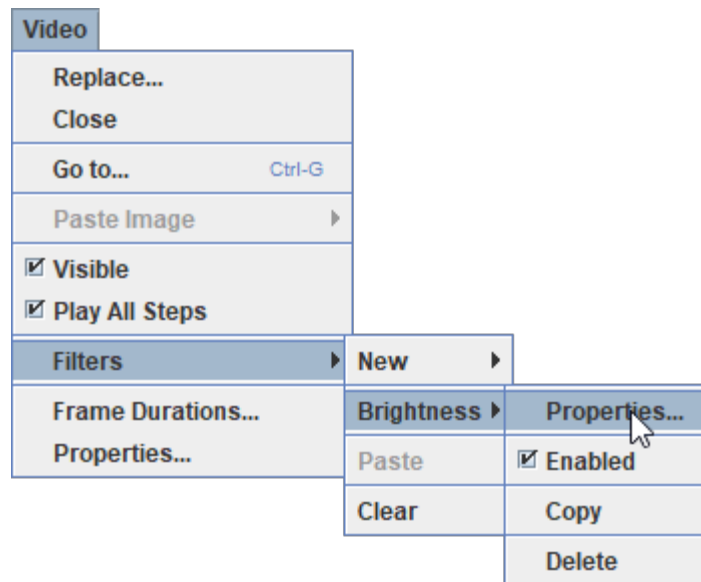 Video
Replace...
Close
Go to... Ctrl-G
Paste Image
Visible
Play All Steps
Filters
Frame Durations...
Properties...
New
Brightness
Paste
Clear
Properties...
Enabled
Copy
Delete